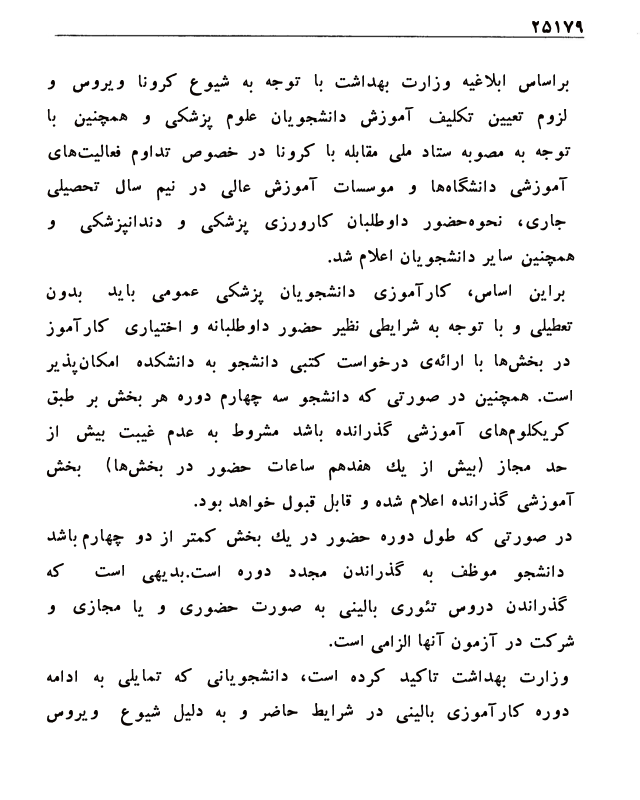 ۲۵۱۷۹
براساس ابلاغیه وزارت بهداشت با توجه به شیوع کرونا ویروس و
لزوم تعیین تکلیف آموزش دانشجویان علوم پزشکی و همچنین با
توجه به مصوبه ستاد ملی مقابله با کرونا در خصوص تداوم فعالیت‌های
آموزشی دانشگاه‌ها و موسسات آموزش عالی در نیم سال تحصیلی
جاری، نحوه‌حضور داوطلبان کارورزی پزشکی و دندانپزشکی و
همچنین سایر دانشجویان اعلام شد.
براین اساس، کارآموزی دانشجویان پزشکی عمومی باید بدون
تعطیلی و با توجه به شرایطی نظیر حضور داوطلبانه و اختیاری کارآموز
در بخش‌ها با ارائه‌ی درخواست کتبی دانشجو به دانشکده امکان‌پذیر
است. همچنین در صورتی که دانشجو سه چهارم دوره هر بخش بر طبق
کریکلوم‌های آموزشی گذرانده باشد مشروط به عدم غیبت بیش از
حد مجاز (بیش از یك هفدهم ساعات حضور در بخش‌ها) بخش
آموزشی گذرانده اعلام شده و قابل قبول خواهد بود.
در صورتی که طول دوره حضور در یك بخش کمتر از دو چهارم باشد
دانشجو موظف به گذراندن مجدد دوره است.بدیهی است که
گذراندن دروس تئوری بالینی به صورت حضوری و یا مجازی و
شرکت در آزمون آنها الزامی است.
وزارت بهداشت تاکید کرده است، دانشجویانی که تمایلی به ادامه
دوره کارآموزی بالینی در شرایط حاضر و به دلیل شیوع ویروس